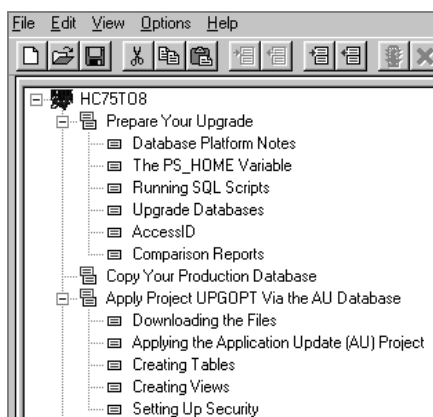 File Edit View Options Help
HC75TO8
Prepare Your Upgrade
Database Platform Notes
The PS_HOME Variable
Running SQL Scripts
Upgrade Databases
AccessID
Comparison Reports
Copy Your Production Database
Apply Project UPGOPT Via the AU Database
Downloading the Files
Applying the Application Update (AU) Project
Creating Tables
Creating Views
Setting Up Security